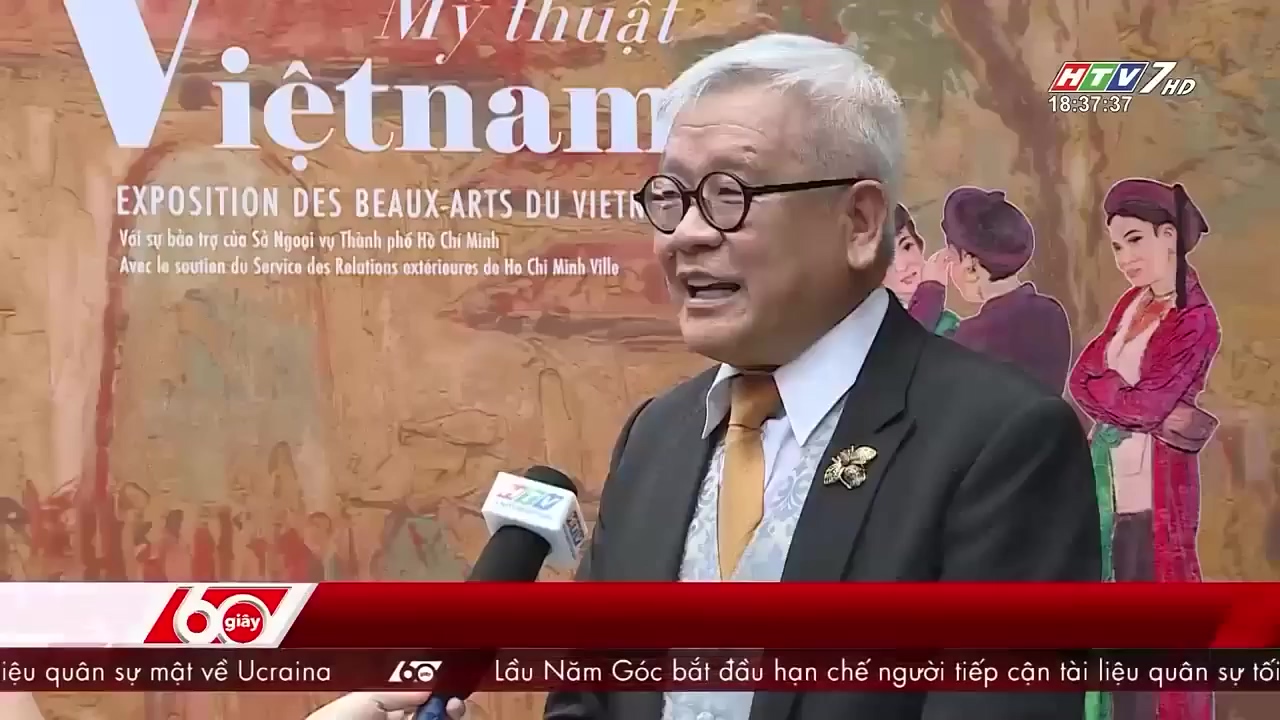 Mỹ thuật
Việtnam
EXPOSITION DES BEAUX-ARTS DU VIETN
Với sự bảo trợ của Sở Ngoại vụ Thành phố Hồ Chí Minh
Avec le soutien du Service des Relations extérieures de Ho Chi Minh Ville
HTV7 HD
18:37:37
HTV
60 giây
iệu quân sự mật về Ucraina
60 giây
Lầu Năm Góc bắt đầu hạn chế người tiếp cận tài liệu quân sự tối